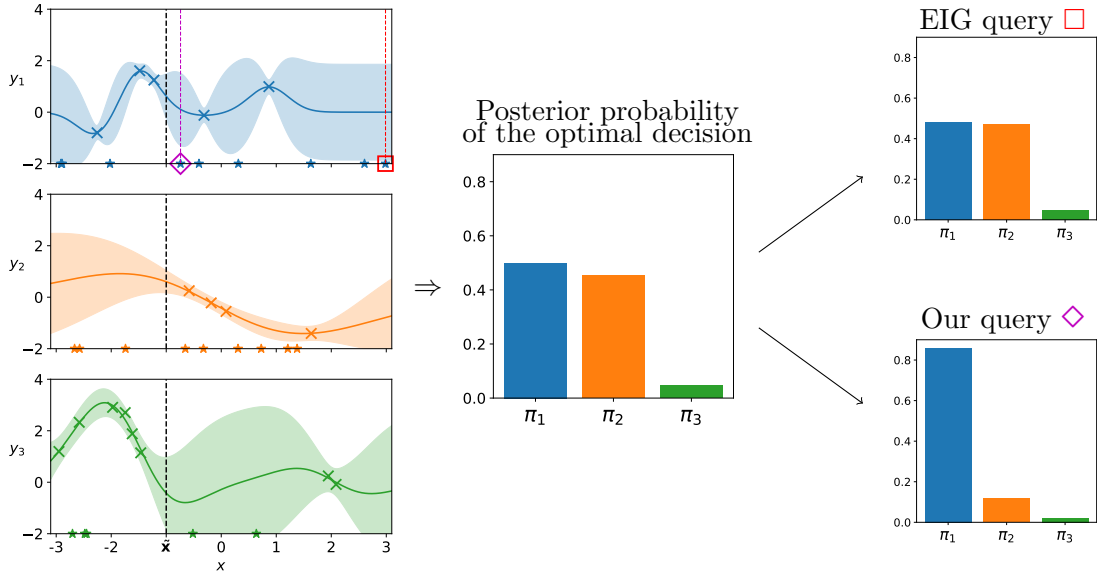 4
2
0
−2
y1
4
2
0
−2
y2
4
2
0
−2
y3
-3
-2
x̃
0
1
2
3
x
⇒
Posterior probability
of the optimal decision
0.8
0.6
0.4
0.2
0.0
π1
π2
π3
EIG query
0.8
0.6
0.4
0.2
0.0
π1
π2
π3
Our query
0.8
0.6
0.4
0.2
0.0
π1
π2
π3